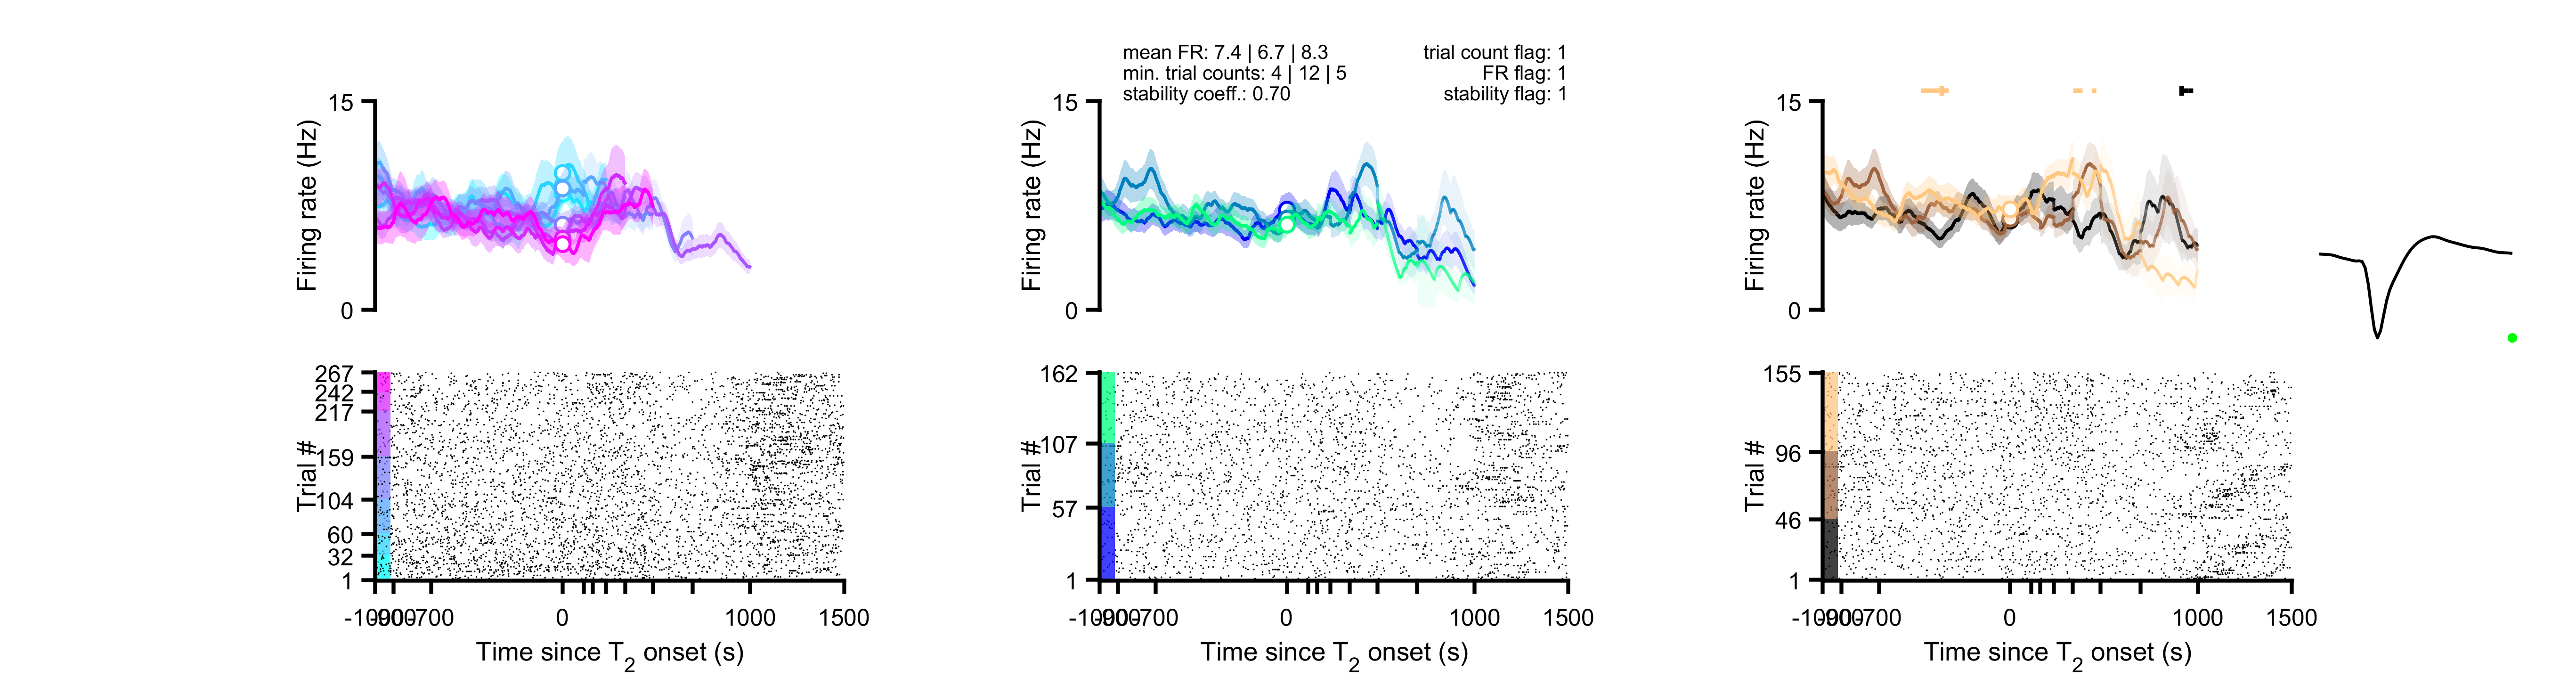 mean FR: 7.4 | 6.7 | 8.3
min. trial counts: 4 | 12 | 5
stability coeff.: 0.70
trial count flag: 1
FR flag: 1
stability flag: 1
15
Firing rate (Hz)
0
267
242
217
159
104
60
32
1
Trial #
-1000
-900
-700
0
1000
1500
Time since T2 onset (s)
15
Firing rate (Hz)
0
162
107
57
1
Trial #
-1000
-900
-700
0
1000
1500
Time since T2 onset (s)
15
Firing rate (Hz)
0
155
96
46
1
Trial #
-1000
-900
-700
0
1000
1500
Time since T2 onset (s)